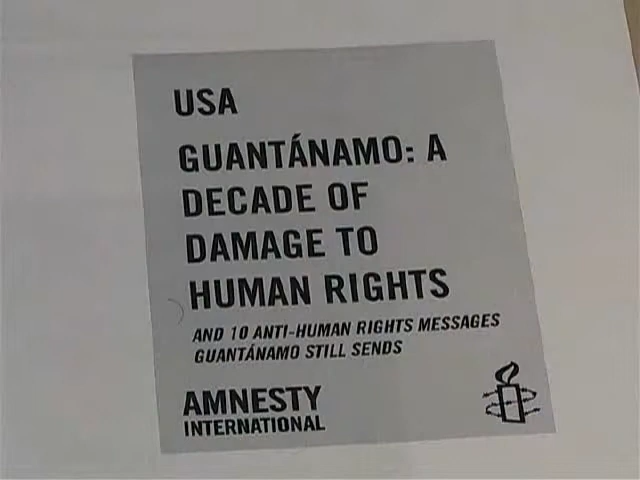 USA
GUANTÁNAMO: A
DECADE OF
DAMAGE TO
HUMAN RIGHTS
AND 10 ANTI-HUMAN RIGHTS MESSAGES
GUANTÁNAMO STILL SENDS
AMNESTY
INTERNATIONAL